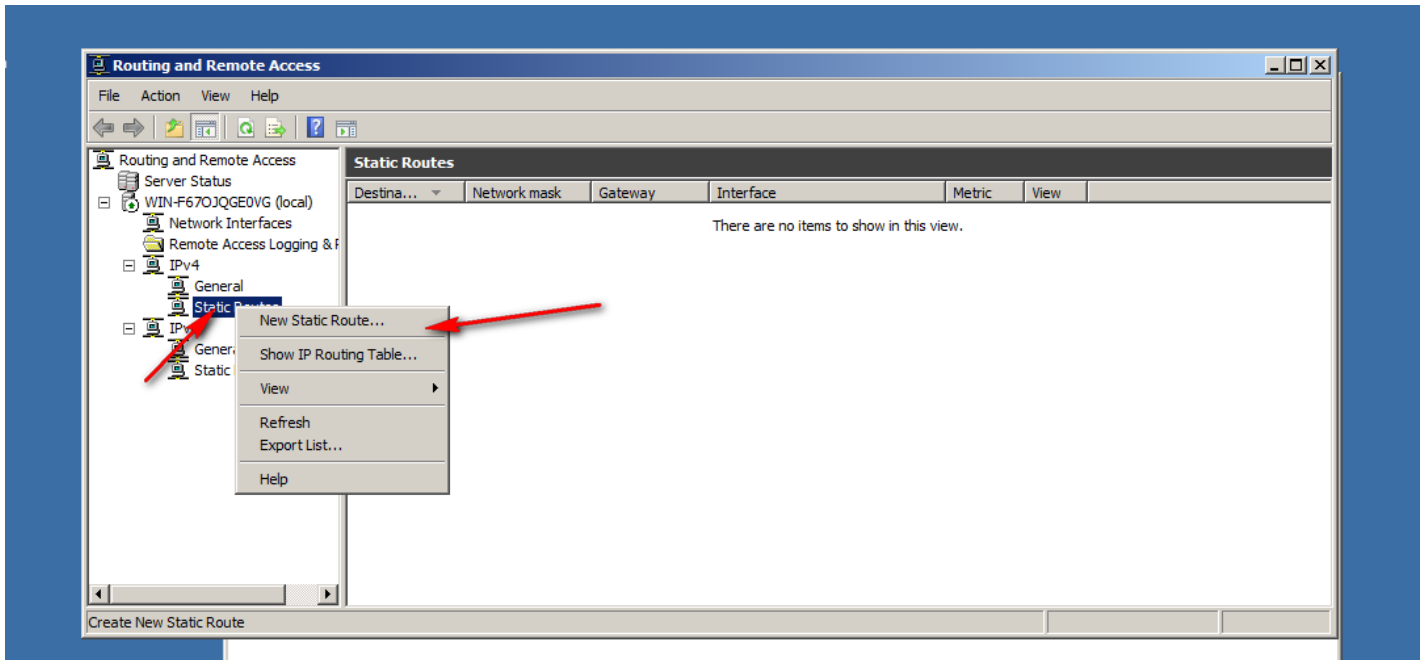 Routing and Remote Access
File Action View Help
Routing and Remote Access
Server Status
WIN-F67OJQGE0VG (local)
Network Interfaces
Remote Access Logging &
IPv4
General
Static Routes
General
Static
Static Routes
Destina... Network mask Gateway Interface Metric View
There are no items to show in this view.
New Static Route...
Show IP Routing Table...
View
Refresh
Export List...
Help
Create New Static Route